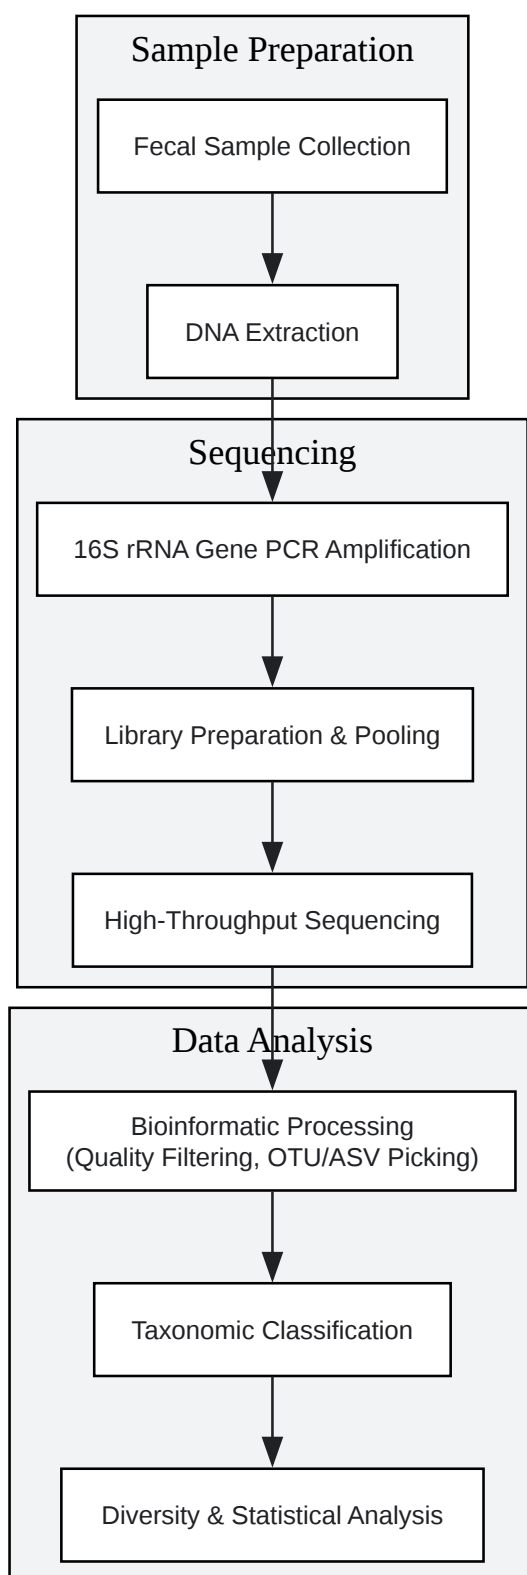 Sample Preparation
Fecal Sample Collection
DNA Extraction
Sequencing
16S rRNA Gene PCR Amplification
Library Preparation & Pooling
High-Throughput Sequencing
Data Analysis
Bioinformatic Processing
(Quality Filtering, OTU/ASV Picking)
Taxonomic Classification
Diversity & Statistical Analysis